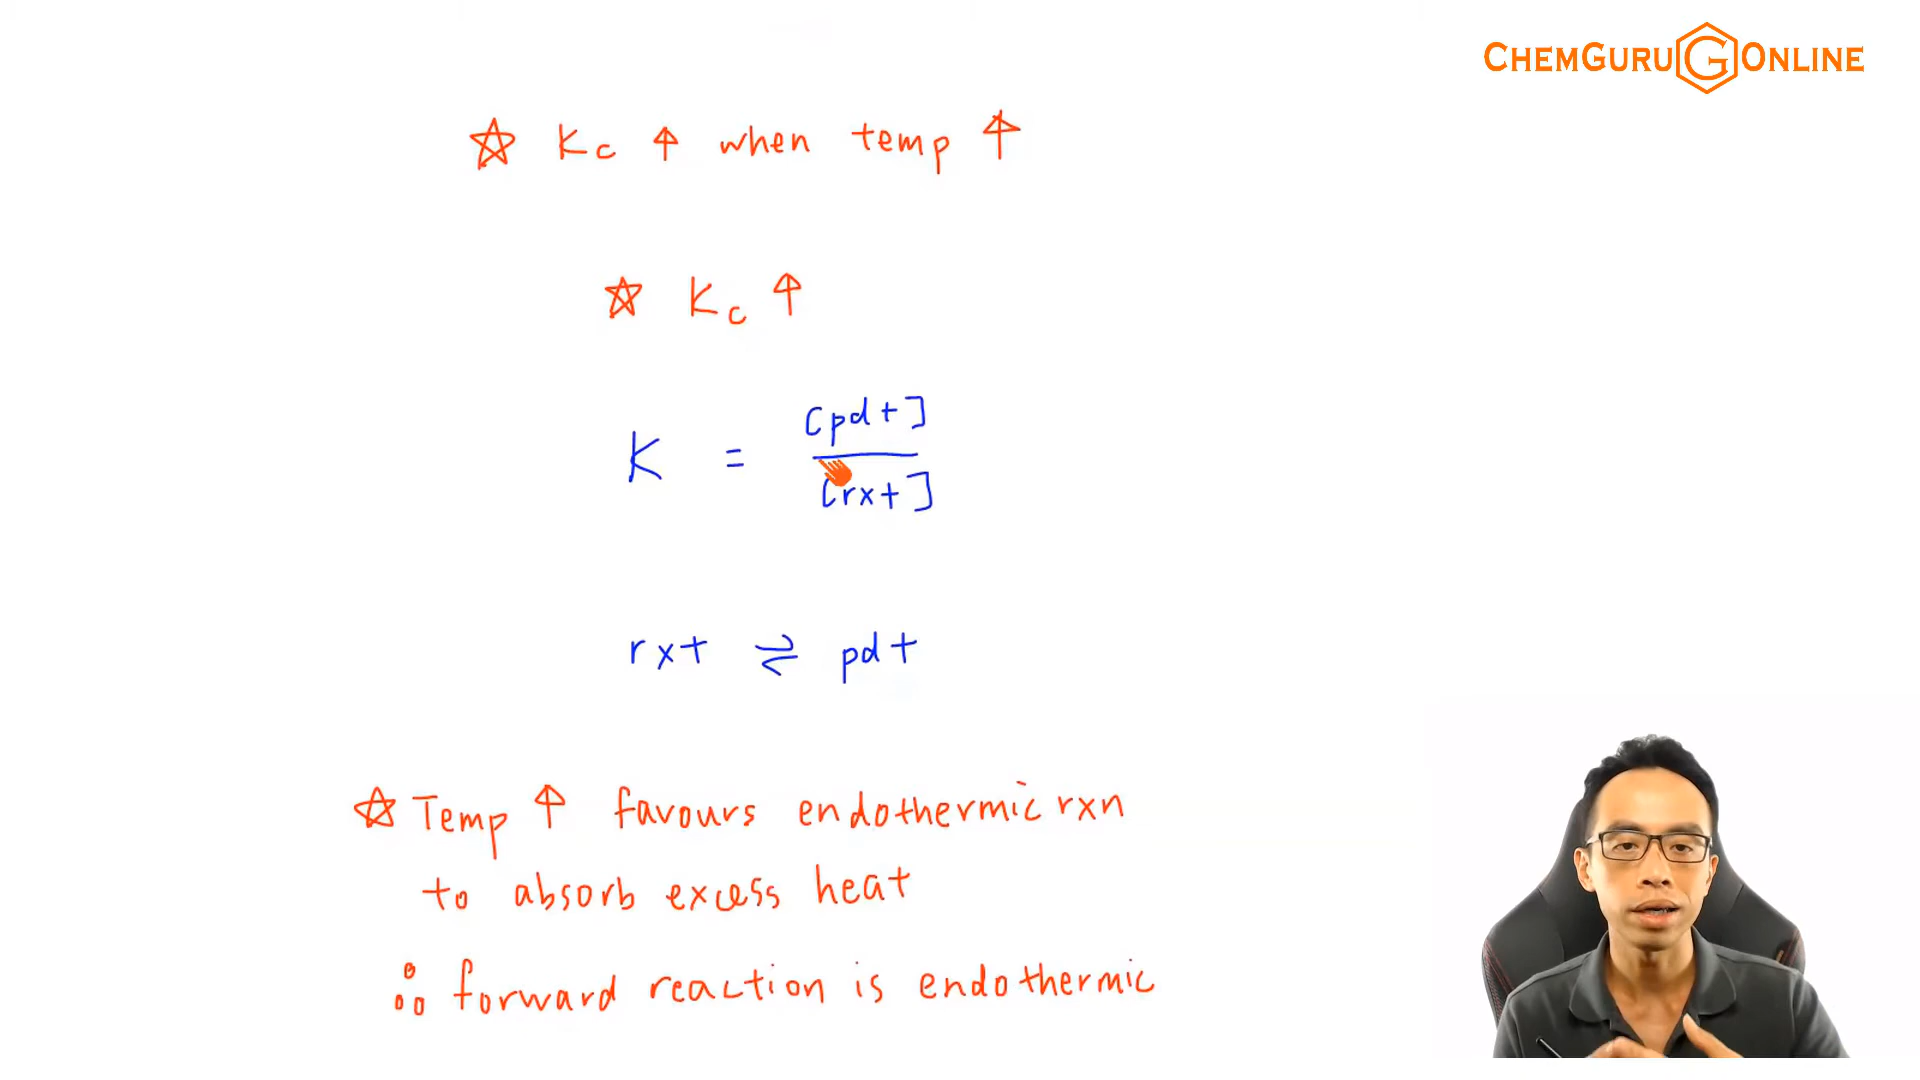 CHEMGURU G ONLINE
☆ Kc ↑ when temp ↑
☆ Kc ↑
K = [pdt] / [rxt]
rxt ⇌ pdt
☆ Temp ↑ favours endothermic rxn
to absorb excess heat
∴ forward reaction is endothermic